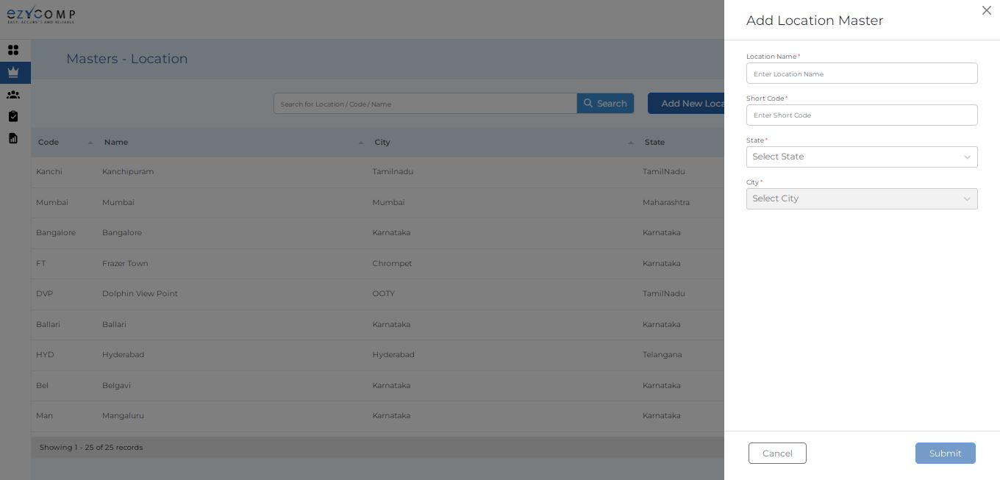 ezycomp
EASY, ACCURATE AND RELIABLE
Masters - Location
Search for Location / Code / Name
Search
Add New Loca
Code Name City State
Kanchi Kanchipuram Tamilnadu TamilNadu
Mumbai Mumbai Mumbai Maharashtra
Bangalore Bangalore Karnataka Karnataka
FT Frazer Town Chrompet Karnataka
DVP Dolphin View Point OOTY TamilNadu
Ballari Ballari Karnataka Karnataka
HYD Hyderabad Hyderabad Telangana
Bel Belgavi Karnataka Karnataka
Man Mangaluru Karnataka Karnataka
Showing 1 - 25 of 25 records
Add Location Master
Location Name*
Enter Location Name
Short Code*
Enter Short Code
State*
Select State
City*
Select City
Cancel
Submit